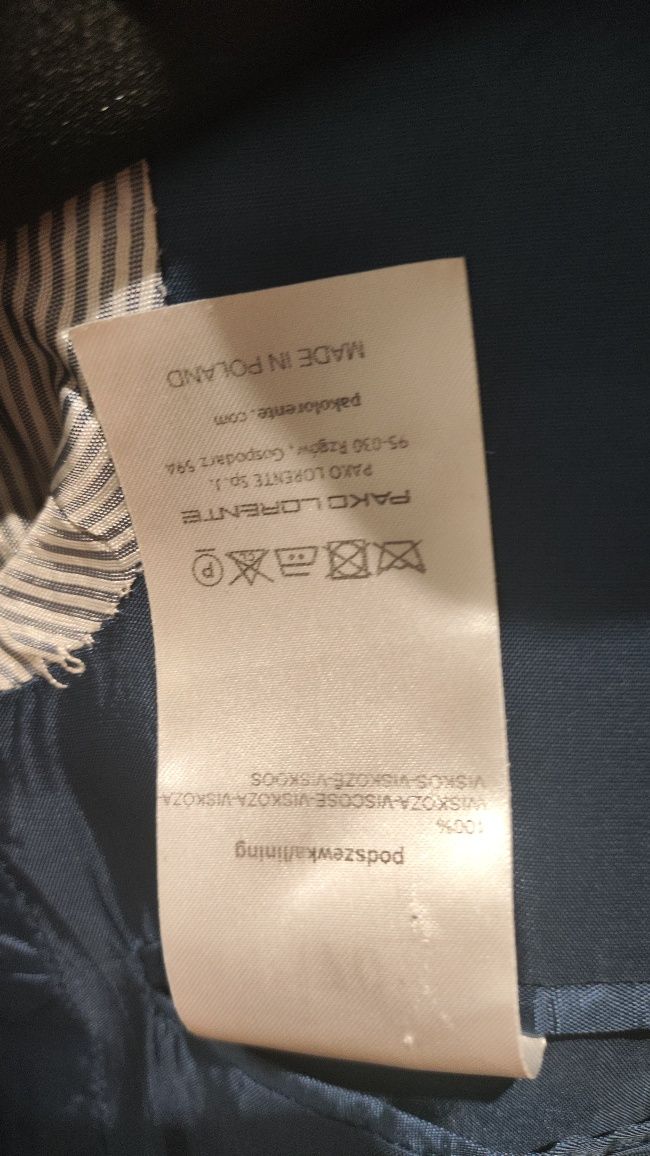 podszewka/lining
100%
WISKOZA-VISCOSE-VISKOZA-VISKÓZA
VISKOS-VISKOZE-VISKOOS
P
PAKO LORENTE
PAKO LORENTE Sp.J.
95-030 Rzgów, Gospodarz 59A
pakolorente.com
MADE IN POLAND